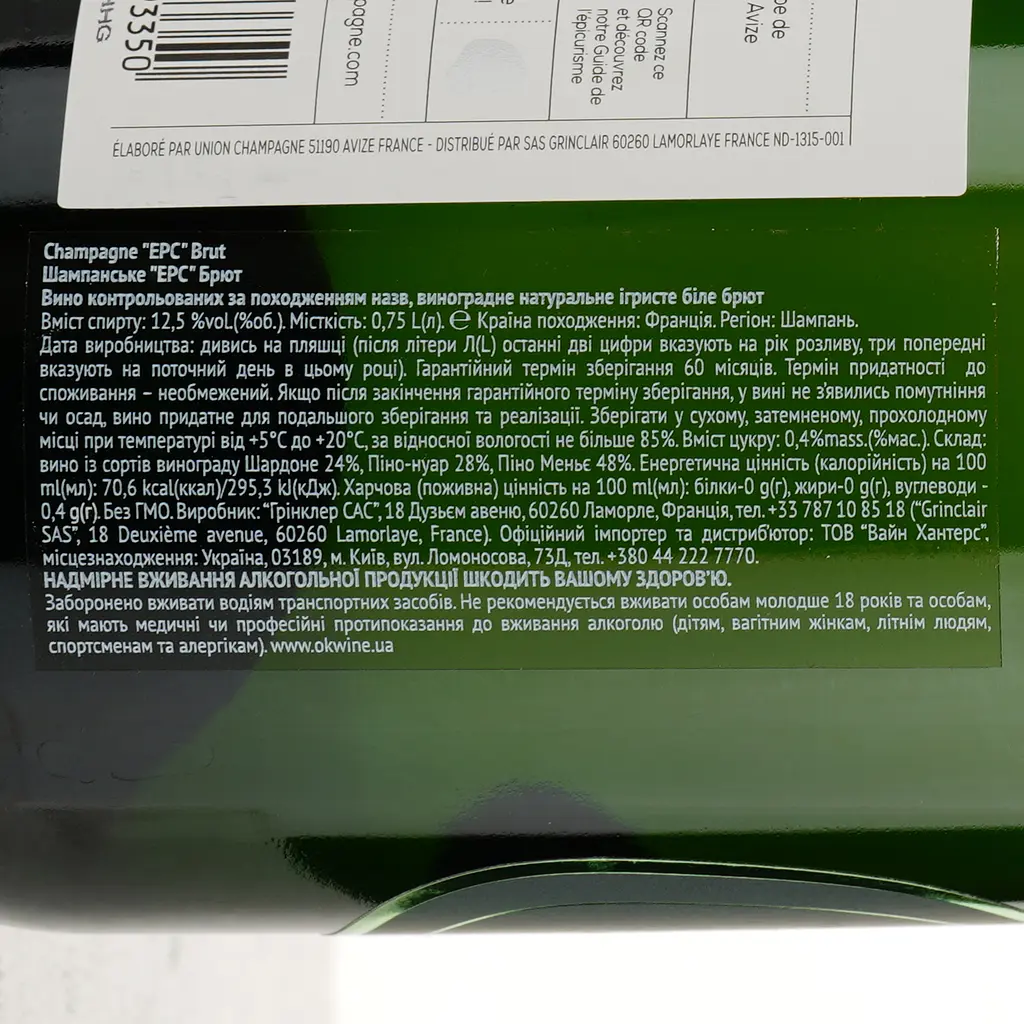 HHG
33350
pagne.com
e
!
Scannez ce
QR code
et découvrez
notre Guide de
l'épicurisme
pe de
Avize
ÉLABORÉ PAR UNION CHAMPAGNE 51190 AVIZE FRANCE - DISTRIBUÉ PAR SAS GRINCLAIR 60260 LAMORLAYE FRANCE ND-1315-001
Champagne "EPC" Brut
Шампанське "EPC" Брют
Вино контрольованих за походженням назв, виноградне натуральне ігристе біле брют
Вміст спирту: 12,5 %vol.(%об.). Місткість: 0,75 L(л). ℮ Країна походження: Франція. Регіон: Шампань.
Дата виробництва: дивись на пляшці (після літери Л(L) останні дві цифри вказують на рік розливу, три попередні
вказують на поточний день в цьому році). Гарантійний термін зберігання 60 місяців. Термін придатності до
споживання – необмежений. Якщо після закінчення гарантійного терміну зберігання, у вині не з'явились помутніння
чи осад, вино придатне для подальшого зберігання та реалізації. Зберігати у сухому, затемненому, прохолодному
місці при температурі від +5°С до +20°С, за відносної вологості не більше 85%. Вміст цукру: 0,4%mass.(%мас.). Склад:
вино із сортів винограду Шардоне 24%, Піно-нуар 28%, Піно Меньє 48%. Енергетична цінність (калорійність) на 100
ml(мл): 70,6 kcal(ккал)/295,3 kJ(кДж). Харчова (поживна) цінність на 100 ml(мл): білки-0 g(г), жири-0 g(г), вуглеводи -
0,4 g(г). Без ГМО. Виробник: "Грінклер САС", 18 Дузьєм авеню, 60260 Ламорле, Франція, тел. +33 787 10 85 18 ("Grinclair
SAS", 18 Deuxième avenue, 60260 Lamorlaye, France). Офіційний імпортер та дистриб'ютор: ТОВ "Вайн Хантерс".
місцезнаходження: Україна, 03189, м. Київ, вул. Ломоносова, 73Д, тел. +380 44 222 7770.
НАДМІРНЕ ВЖИВАННЯ АЛКОГОЛЬНОЇ ПРОДУКЦІЇ ШКОДИТЬ ВАШОМУ ЗДОРОВ'Ю.
Заборонено вживати водіям транспортних засобів. Не рекомендується вживати особам молодше 18 років та особам,
які мають медичні чи професійні протипоказання до вживання алкоголю (дітям, вагітним жінкам, літнім людям,
спортсменам та алергікам). www.okwine.ua